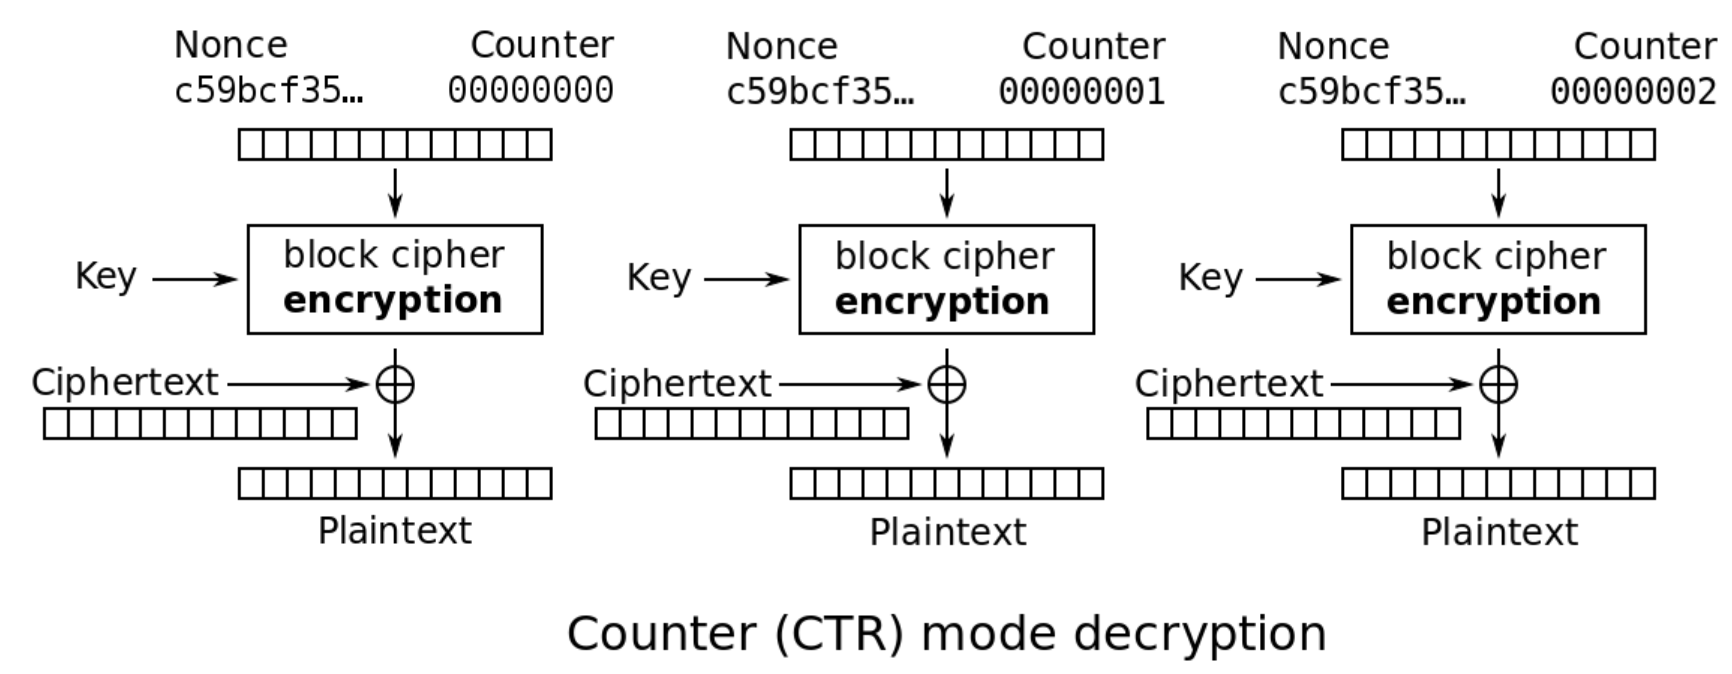 Nonce Counter Nonce Counter Nonce Counter
c59bcf35… 00000000 c59bcf35… 00000001 c59bcf35… 00000002
block cipher block cipher block cipher
Key encryption Key encryption Key encryption
Ciphertext Ciphertext Ciphertext
Plaintext Plaintext Plaintext
Counter (CTR) mode decryption